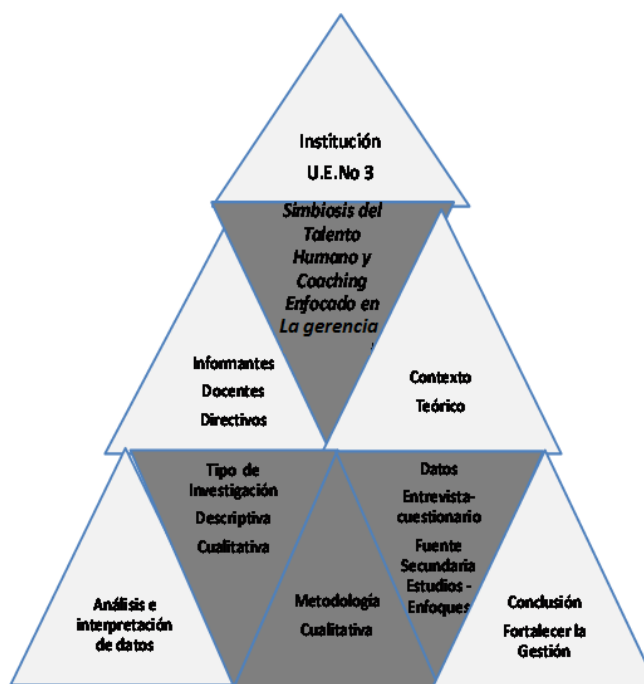 Institución
U.E.No 3
Simbiosis del
Talento
Humano y
Coaching
Enfocado en
La gerencia
Informantes
Docentes
Directivos
Contexto
Teórico
Tipo de
Investigación
Descriptiva
Cualitativa
Datos
Entrevista-
cuestionario
Fuente
Secundaria
Estudios -
Enfoques
Análisis e
interpretación
de datos
Metodología
Cualitativa
Conclusión
Fortalecer la
Gestión